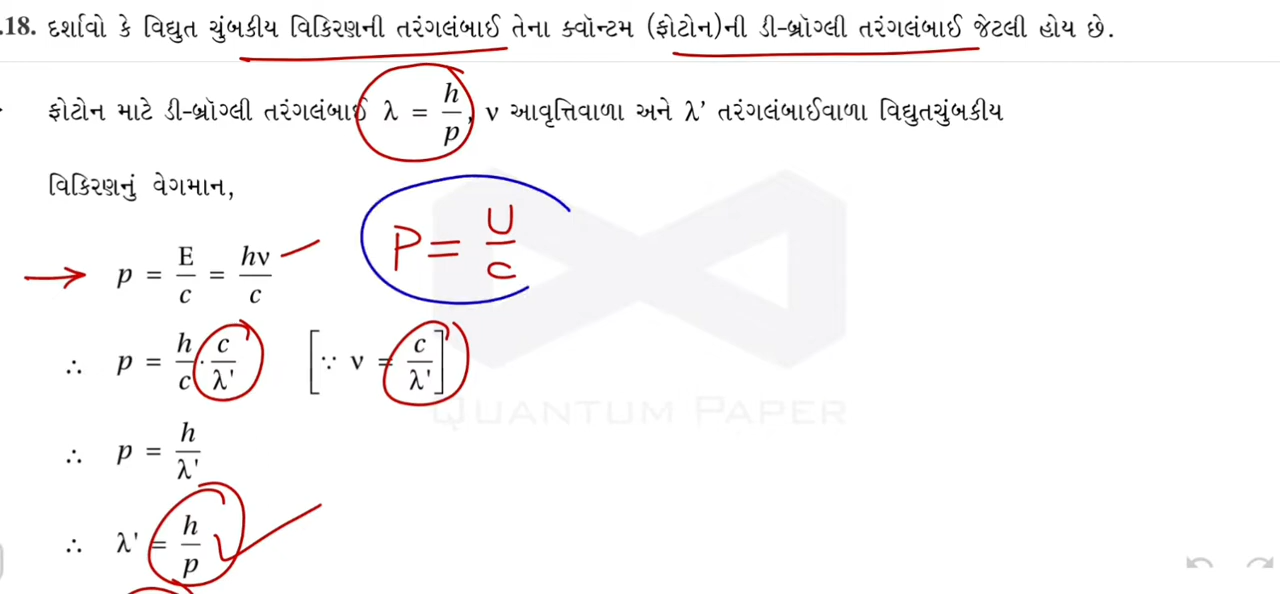 .18. દર્શાવો કે વિદ્યુત ચુંબકીય વિકિરણની તરંગલંબાઈ તેના ક્વૉન્ટમ (ફોટોન)ની ડી-બ્રૉગ્લી તરંગલંબાઈ જેટલી હોય છે.
ફોટોન માટે ડી-બ્રૉગ્લી તરંગલંબાઈ λ = h/p, ν આવૃત્તિવાળા અને λ' તરંગલંબાઈવાળા વિદ્યુતચુંબકીય
વિકિરણનું વેગમાન,
P = U/c
→ p = E/c = hν/c
∴ p = h/c · c/λ' [∵ ν = c/λ']
QUANTUM PAPER
∴ p = h/λ'
∴ λ' = h/p